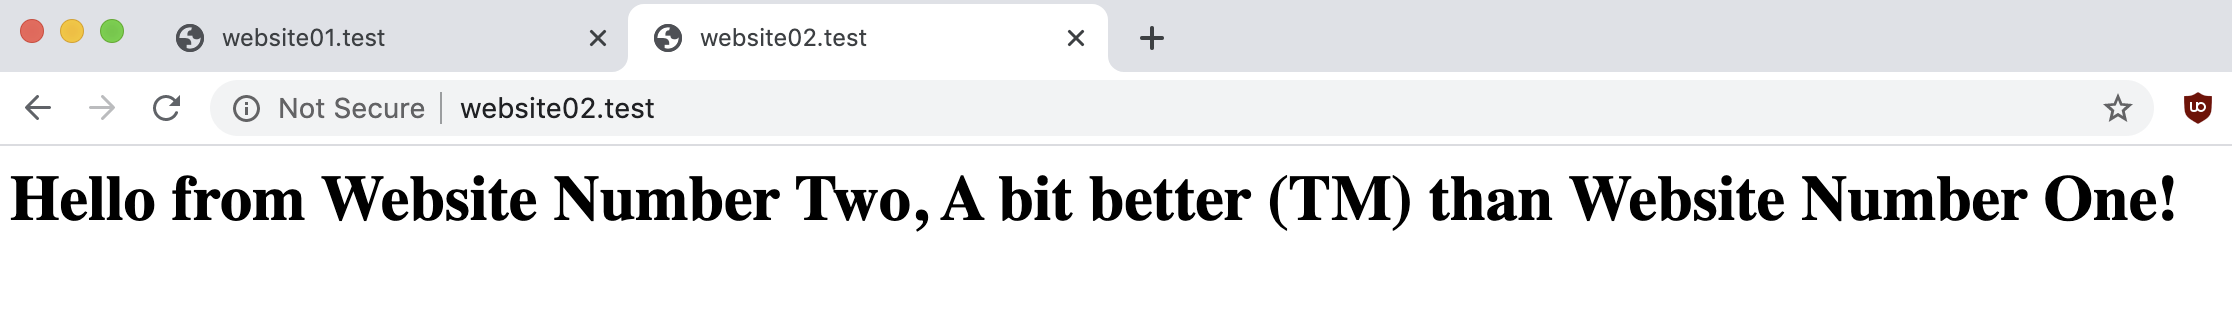 website01.test
website02.test
Not Secure website02.test
Hello from Website Number Two, A bit better (TM) than Website Number One!